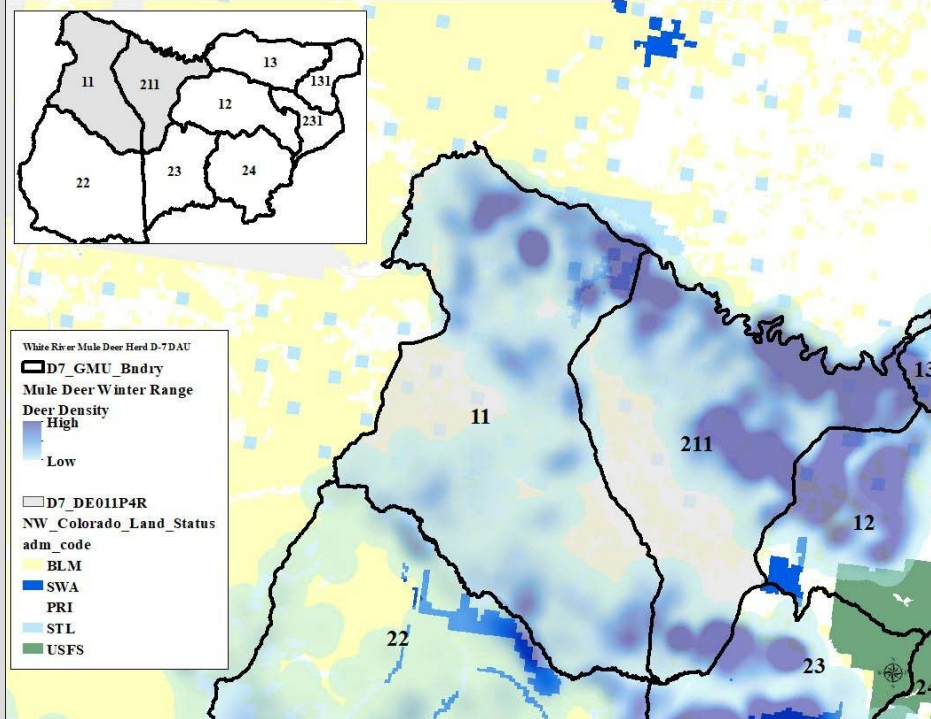 13
11
211
131
12
231
22
23
24
White River Mule Deer Herd D-7 DAU
D7_GMU_Bndry
Mule Deer Winter Range
Deer Density
High
Low
D7_DE011P4R
NW_Colorado_Land_Status
adm_code
BLM
SWA
PRI
STL
USFS
13
11
211
12
22
23
24